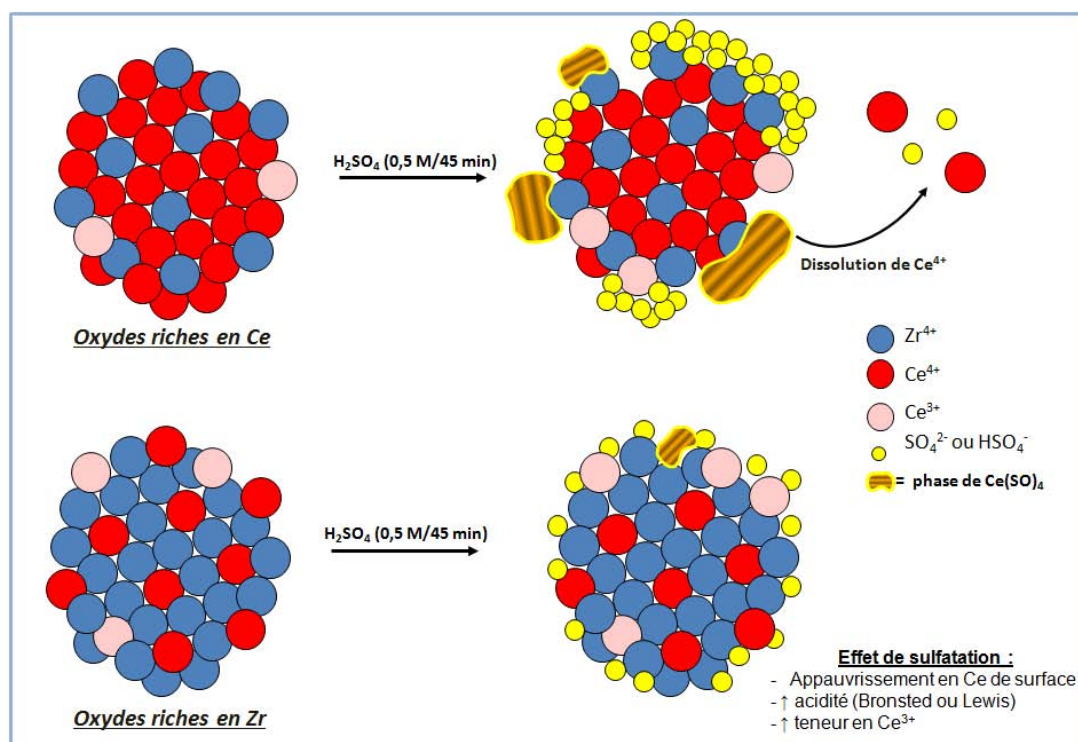 H₂SO₄ (0,5 M/45 min)
Dissolution de Ce⁴⁺
Oxydes riches en Ce
Zr⁴⁺
Ce⁴⁺
Ce³⁺
SO₄²⁻ ou HSO₄⁻
= phase de Ce(SO)₄
H₂SO₄ (0,5 M/45 min)
Oxydes riches en Zr
Effet de sulfatation :
- Appauvrissement en Ce de surface
-↑ acidité (Bronsted ou Lewis)
-↑ teneur en Ce³⁺